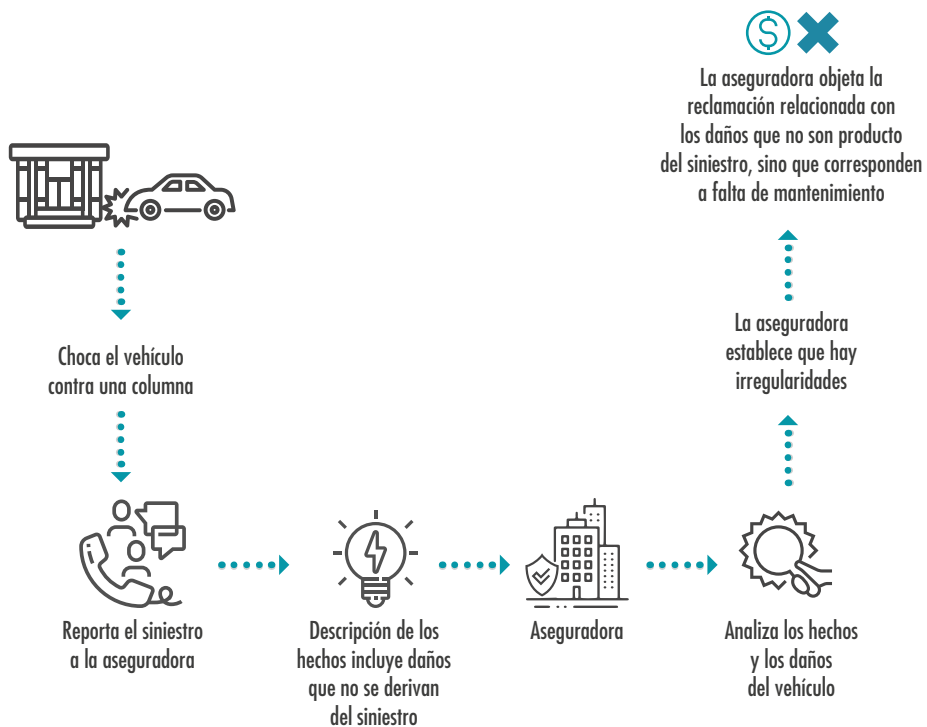 Choca el vehículo
contra una columna
Reporta el siniestro
a la aseguradora
Descripción de los
hechos incluye daños
que no se derivan
del siniestro
Aseguradora
Analiza los hechos
y los daños
del vehículo
La aseguradora
establece que hay
irregularidades
$
La aseguradora objeta la
reclamación relacionada con
los daños que no son producto
del siniestro, sino que corresponden
a falta de mantenimiento